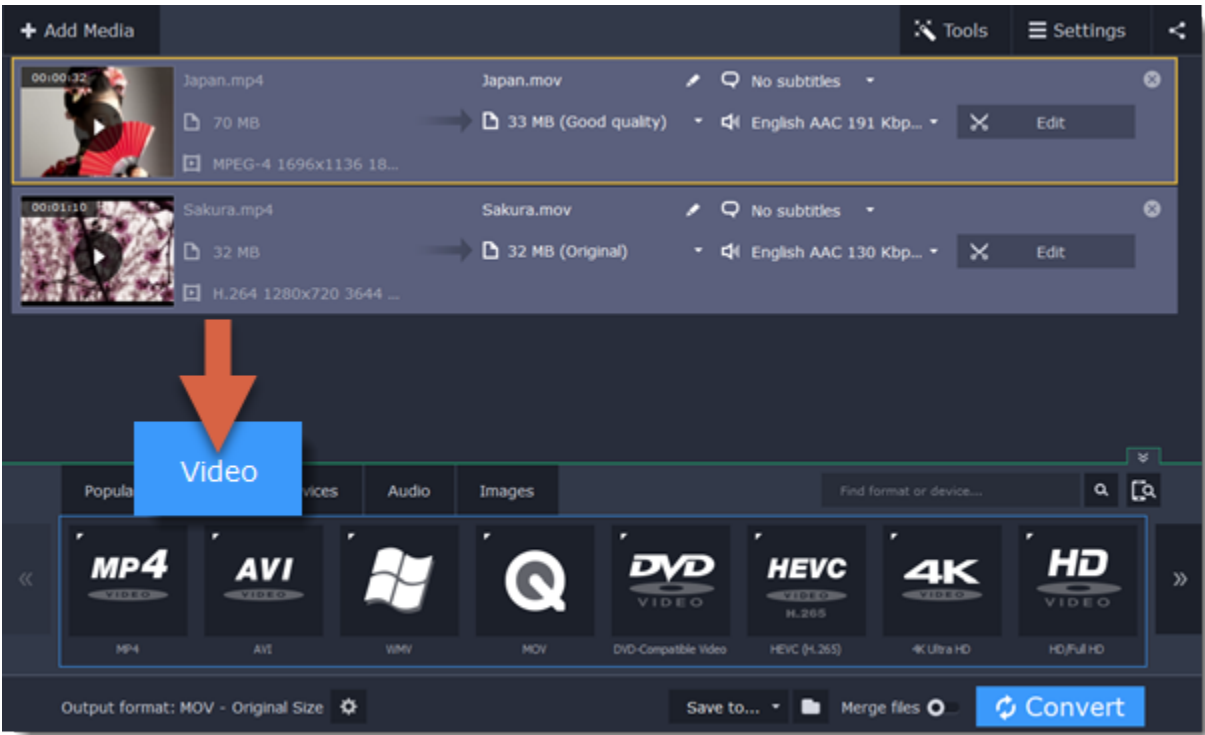 Add Media
Tools
Settings
00:00:32
Japan.mp4
Japan.mov
No subtitles
70 MB
33 MB (Good quality)
English AAC 191 Kbp...
Edit
MPEG-4 1696x1136 18...
00:01:10
Sakura.mp4
Sakura.mov
No subtitles
32 MB
32 MB (Original)
English AAC 130 Kbp...
Edit
H.264 1280x720 3644 ...
Video
Popula
vices
Audio
Images
Find format or device...
MP4
VIDEO
AVI
VIDEO
DVD
VIDEO
HEVC
VIDEO
H.265
4K
VIDEO
HD
VIDEO
MP4
AVI
WMV
MOV
DVD-Compatible Video
HEVC (H.265)
4K Ultra HD
HD/Full HD
Output format: MOV - Original Size
Save to...
Merge files
Convert